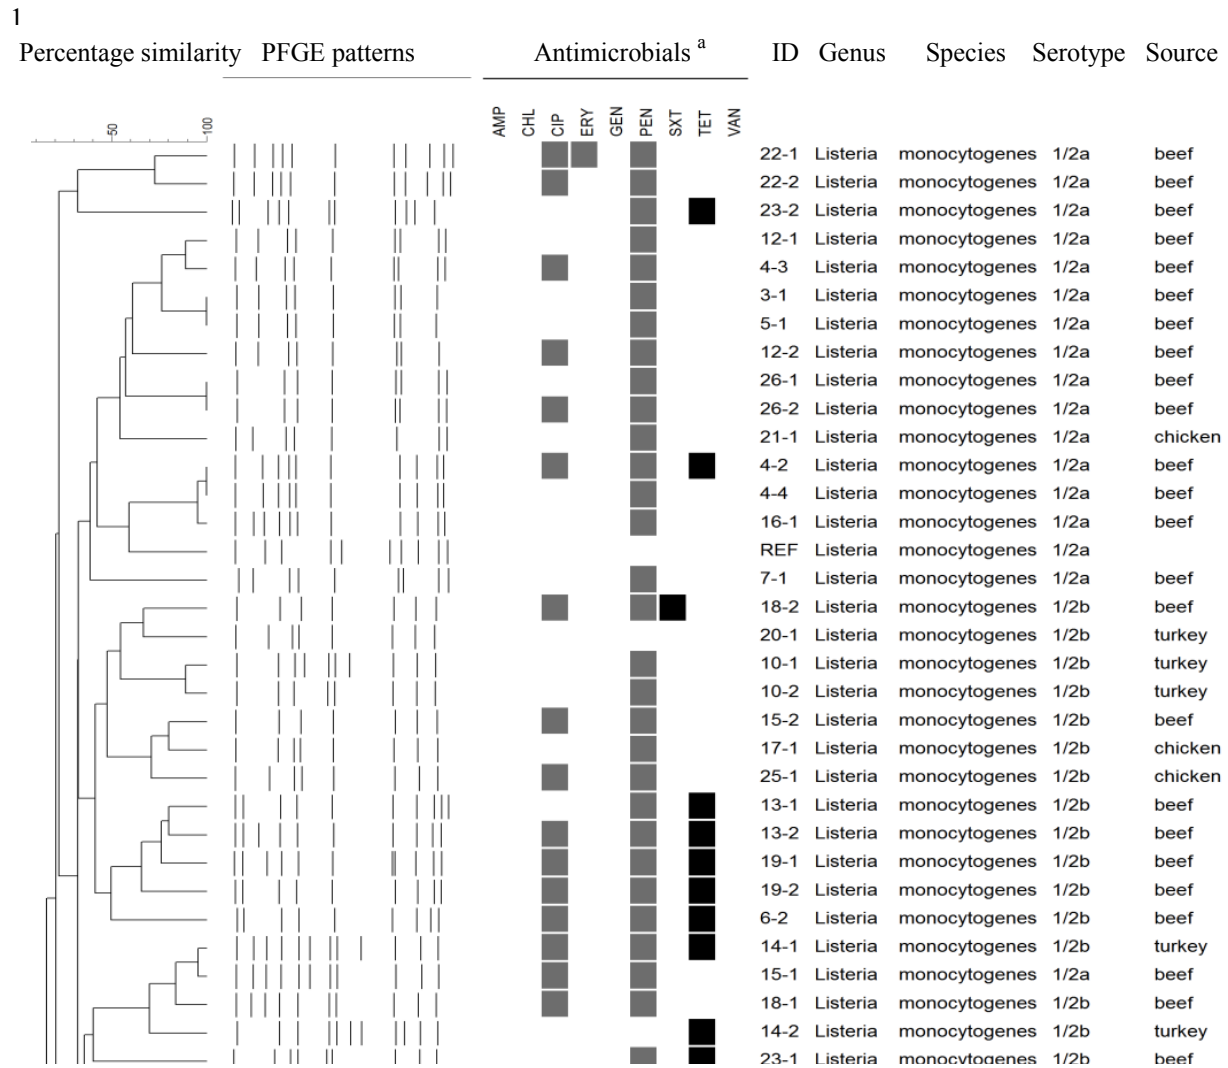 1
Percentage similarity PFGE patterns Antimicrobials a ID Genus Species Serotype Source
50 100 AMP CHL CIP ERY GEN PEN SXT TET VAN
22-1 Listeria monocytogenes 1/2a beef
22-2 Listeria monocytogenes 1/2a beef
23-2 Listeria monocytogenes 1/2a beef
12-1 Listeria monocytogenes 1/2a beef
4-3 Listeria monocytogenes 1/2a beef
3-1 Listeria monocytogenes 1/2a beef
5-1 Listeria monocytogenes 1/2a beef
12-2 Listeria monocytogenes 1/2a beef
26-1 Listeria monocytogenes 1/2a beef
26-2 Listeria monocytogenes 1/2a beef
21-1 Listeria monocytogenes 1/2a chicken
4-2 Listeria monocytogenes 1/2a beef
4-4 Listeria monocytogenes 1/2a beef
16-1 Listeria monocytogenes 1/2a beef
REF Listeria monocytogenes 1/2a
7-1 Listeria monocytogenes 1/2a beef
18-2 Listeria monocytogenes 1/2b beef
20-1 Listeria monocytogenes 1/2b turkey
10-1 Listeria monocytogenes 1/2b turkey
10-2 Listeria monocytogenes 1/2b turkey
15-2 Listeria monocytogenes 1/2b beef
17-1 Listeria monocytogenes 1/2b chicken
25-1 Listeria monocytogenes 1/2b chicken
13-1 Listeria monocytogenes 1/2b beef
13-2 Listeria monocytogenes 1/2b beef
19-1 Listeria monocytogenes 1/2b beef
19-2 Listeria monocytogenes 1/2b beef
6-2 Listeria monocytogenes 1/2b beef
14-1 Listeria monocytogenes 1/2b turkey
15-1 Listeria monocytogenes 1/2a beef
18-1 Listeria monocytogenes 1/2b beef
14-2 Listeria monocytogenes 1/2b turkey
23-1 Listeria monocytogenes 1/2b beef